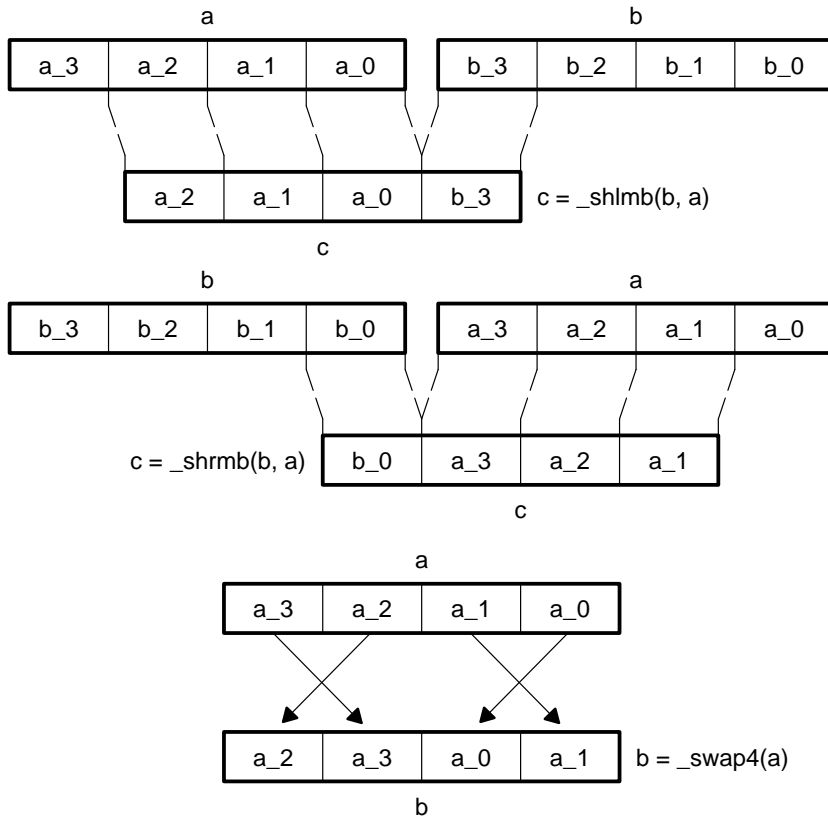 a b
a_3 a_2 a_1 a_0 b_3 b_2 b_1 b_0
a_2 a_1 a_0 b_3 c = _shlmb(b, a)
c
b a
b_3 b_2 b_1 b_0 a_3 a_2 a_1 a_0
c = _shrmb(b, a) b_0 a_3 a_2 a_1
c
a
a_3 a_2 a_1 a_0
a_2 a_3 a_0 a_1 b = _swap4(a)
b